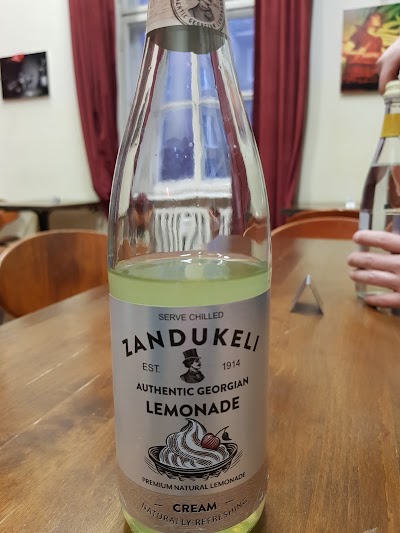 SERVE CHILLED
ZANDUKELI
EST. 1914
AUTHENTIC GEORGIAN
LEMONADE
PREMIUM NATURAL LEMONADE
CREAM
NATURALLY REFRESHING